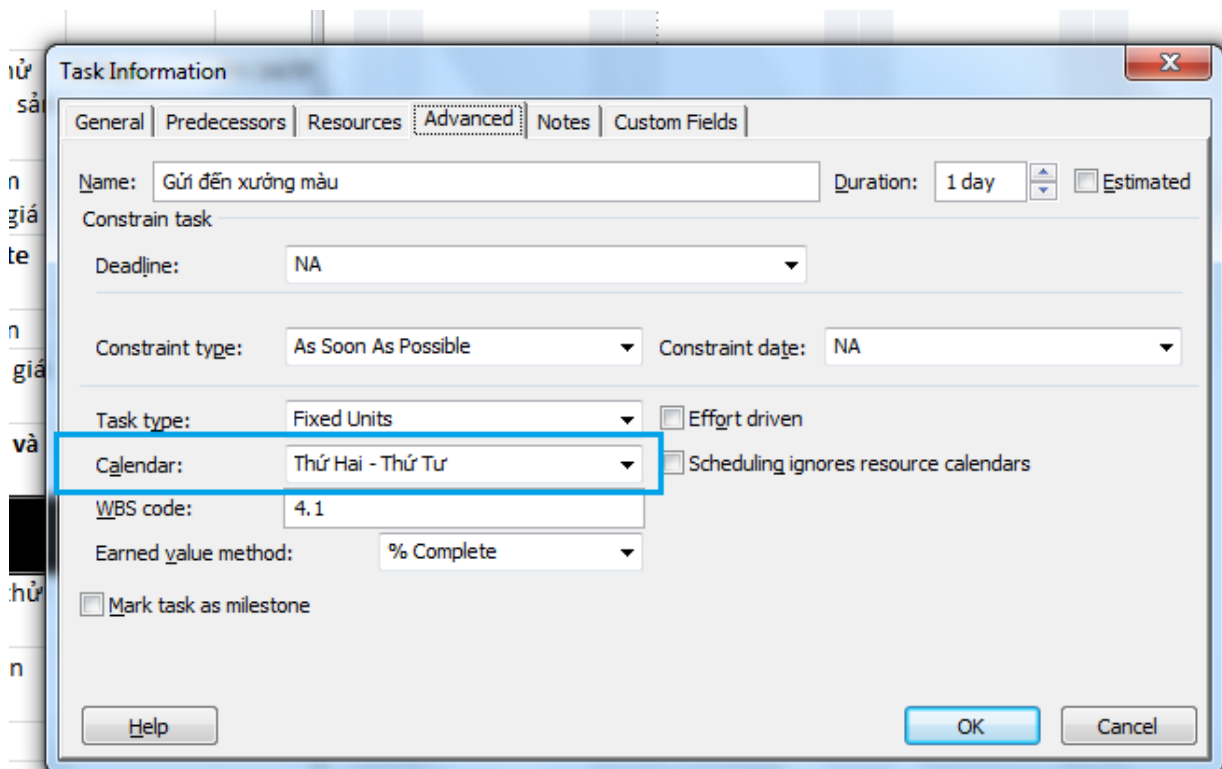 hử
sản
Task Information
General Predecessors Resources Advanced Notes Custom Fields
Name: Gửi đến xưởng màu Duration: 1 day Estimated
giá
Constrain task
te
Deadline: NA
Constraint type: As Soon As Possible Constraint date: NA
giá
Task type: Fixed Units Effort driven
và
Calendar: Thứ Hai - Thứ Tư Scheduling ignores resource calendars
WBS code: 4.1
Earned value method: % Complete
thử
Mark task as milestone
Help OK Cancel